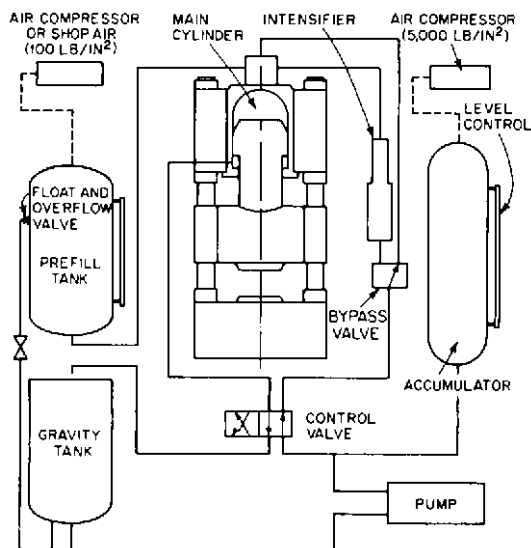 AIR COMPRESSOR
OR SHOP AIR
(100 LB/IN²)
MAIN
CYLINDER
INTENSIFIER
AIR COMPRESSOR
(5,000 LB/IN²)
LEVEL
CONTROL
FLOAT AND
OVERFLOW
VALVE
PREFILL
TANK
BYPASS
VALVE
ACCUMULATOR
GRAVITY
TANK
CONTROL
VALVE
PUMP